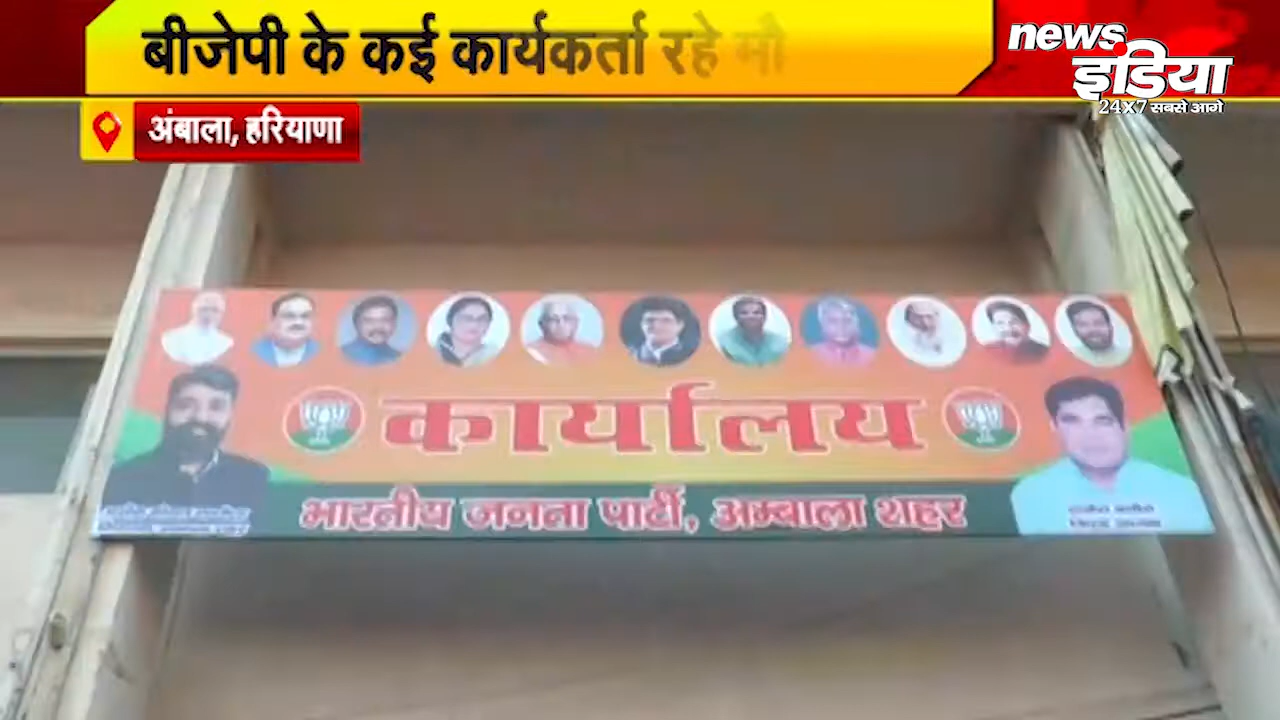 बीजेपी के कई कार्यकर्ता रहे मौ
news
इंडिया
24x7 सबसे आगे
अंबाला, हरियाणा
कार्यालय
भारतीय जनता पार्टी, अम्बाला शहर